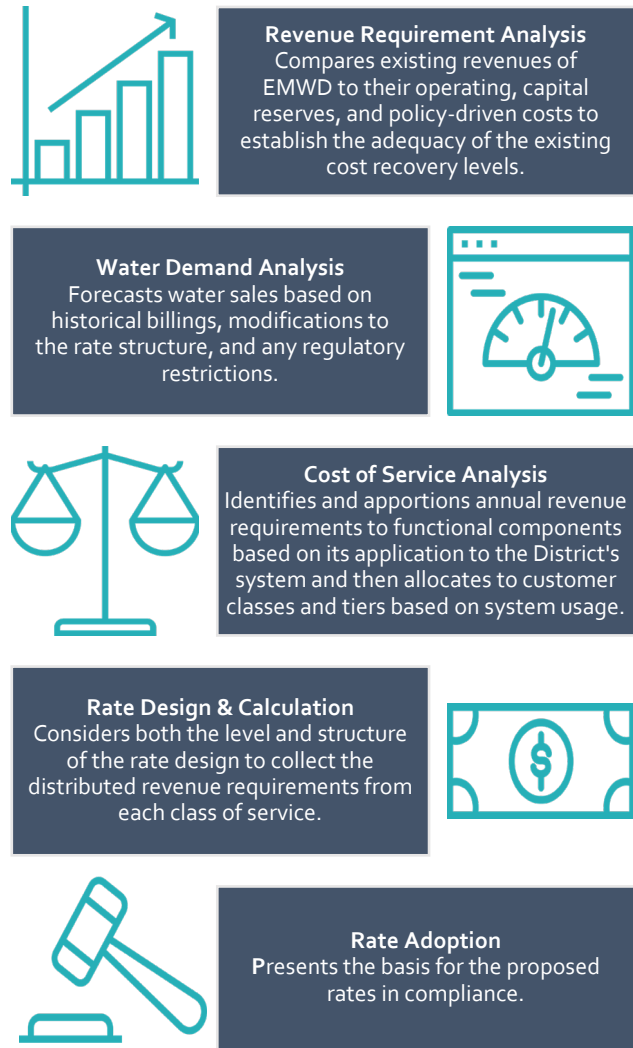 Revenue Requirement Analysis
Compares existing revenues of
EMWD to their operating, capital
reserves, and policy-driven costs to
establish the adequacy of the existing
cost recovery levels.
Water Demand Analysis
Forecasts water sales based on
historical billings, modifications to
the rate structure, and any regulatory
restrictions.
Cost of Service Analysis
Identifies and apportions annual revenue
requirements to functional components
based on its application to the District's
system and then allocates to customer
classes and tiers based on system usage.
Rate Design & Calculation
Considers both the level and structure
of the rate design to collect the
distributed revenue requirements from
each class of service.
$
Rate Adoption
Presents the basis for the proposed
rates in compliance.